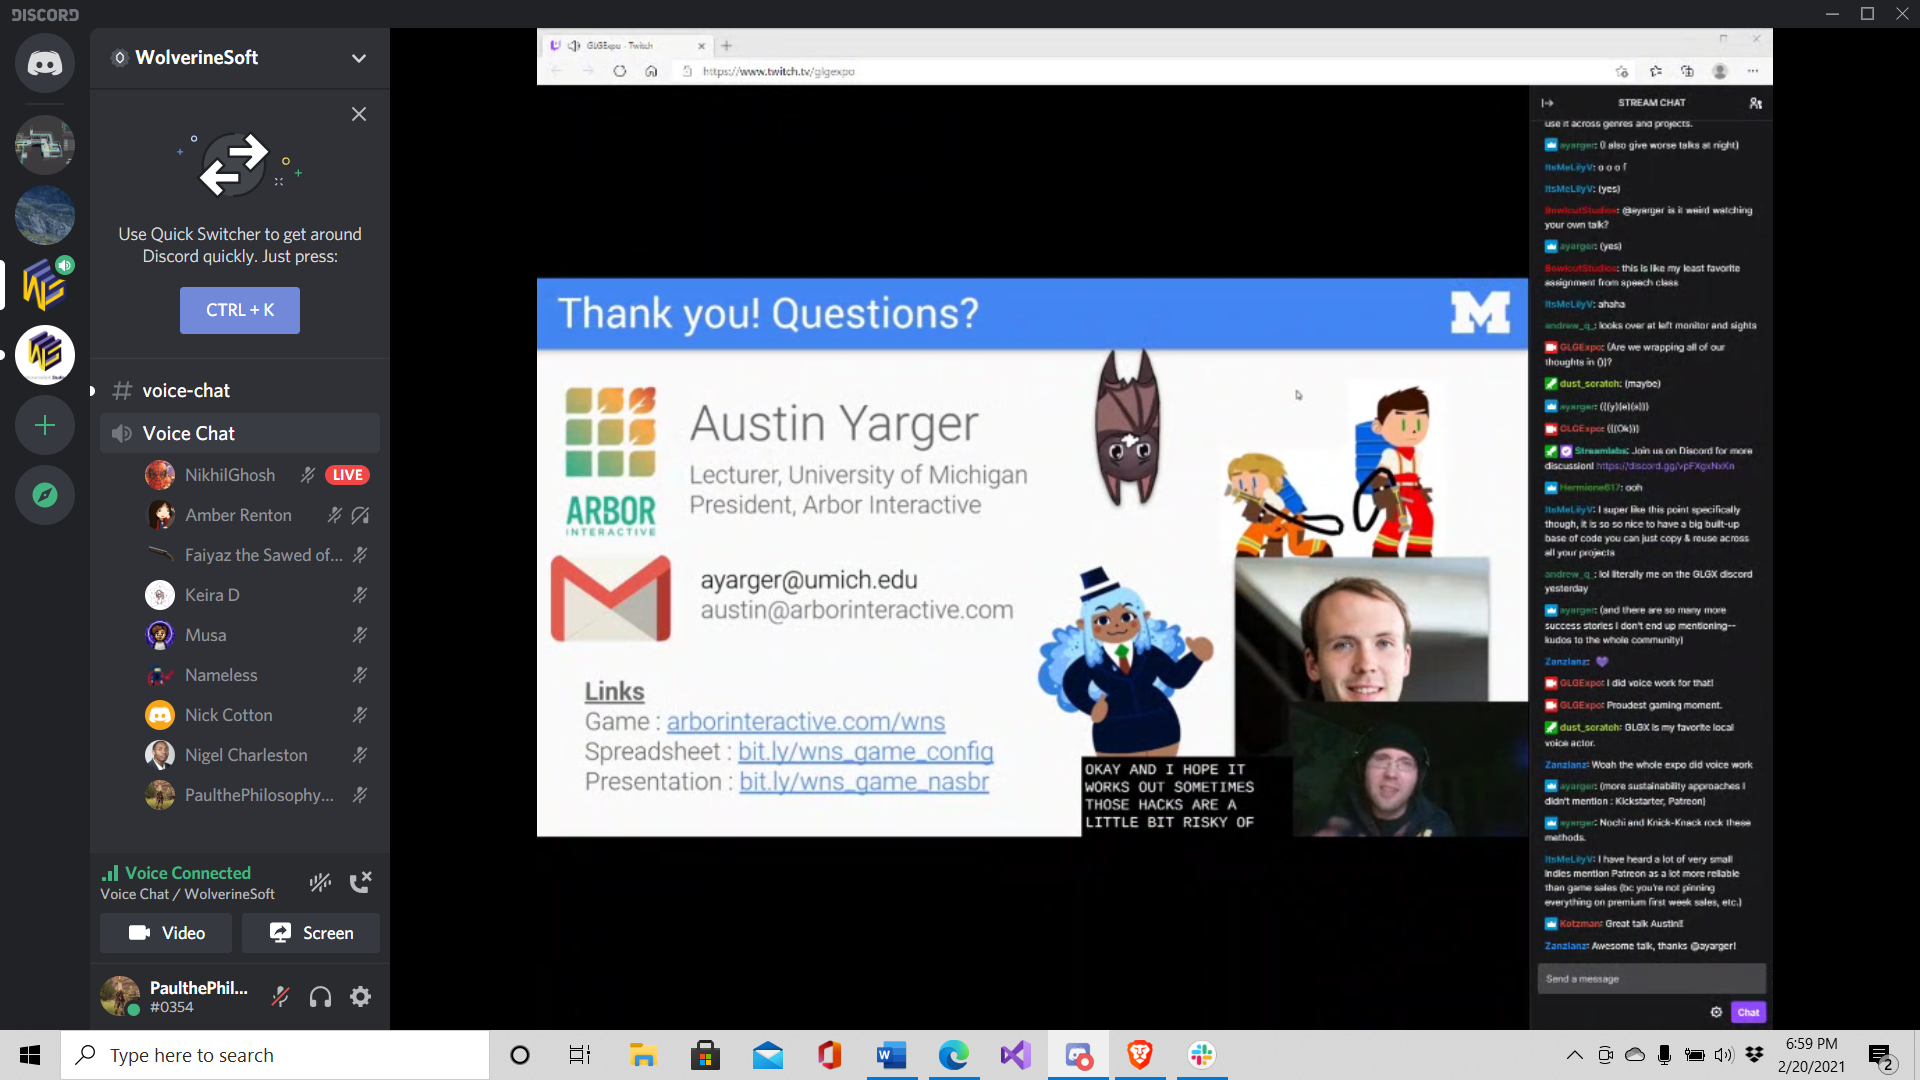 DISCORD
WolverineSoft
Use Quick Switcher to get around
Discord quickly. Just press:
CTRL + K
voice-chat
Voice Chat
NikhilGhosh
LIVE
Amber Renton
Faiyaz the Sawed of...
Keira D
Musa
Nameless
Nick Cotton
Nigel Charleston
PaulthePhilosophy...
Voice Connected
Voice Chat / WolverineSoft
Video
Screen
PaulthePhil...
#0354
GLGExpo - Twitch
https://www.twitch.tv/glgexpo
Thank you! Questions?
M
Austin Yarger
Lecturer, University of Michigan
President, Arbor Interactive
ARBOR
INTERACTIVE
ayarger@umich.edu
austin@arborinteractive.com
Links
Game : arborinteractive.com/wns
Spreadsheet : bit.ly/wns_game_config
Presentation : bit.ly/wns_game_nasbr
OKAY AND I HOPE IT
WORKS OUT SOMETIMES
THOSE HACKS ARE A
LITTLE BIT RISKY OF
STREAM CHAT
use it across genres and projects.
ayarger: (I also give worse talks at night)
ItsMeLilyV: o o o f
ItsMeLilyV: (yes)
BowlcutStudios: @ayarger is it weird watching
your own talk?
ayarger: (yes)
BowlcutStudios: this is like my least favorite
assignment from speech class
ItsMeLilyV: ahaha
andrew_q_: looks over at left monitor and sights
GLGExpo: (Are we wrapping all of our
thoughts in ())?
dust_scratch: (maybe)
ayarger: (((y)(e)(s)))
GLGExpo: (((Ok)))
Streamlabs: Join us on Discord for more
discussion! https://discord.gg/vpFXgxNxKn
Hermione617: ooh
ItsMeLilyV: I super like this point specifically
though, it is so so nice to have a big built-up
base of code you can just copy & reuse across
all your projects
andrew_q_: lol literally me on the GLGX discord
yesterday
ayarger: (and there are so many more
success stories I don't end up mentioning--
kudos to the whole community)
Zanzlanz:
GLGExpo: I did voice work for that!
GLGExpo: Proudest gaming moment.
dust_scratch: GLGX is my favorite local
voice actor.
Zanzlanz: Woah the whole expo did voice work
ayarger: (more sustainability approaches I
didn't mention : Kickstarter, Patreon)
ayarger: Nochi and Knick-Knack rock these
methods.
ItsMeLilyV: I have heard a lot of very small
indies mention Patreon as a lot more reliable
than game sales (bc you're not pinning
everything on premium first week sales, etc.)
Kotzman: Great talk Austin!!
Zanzlanz: Awesome talk, thanks @ayarger!
Send a message
Chat
Type here to search
6:59 PM
2/20/2021
2